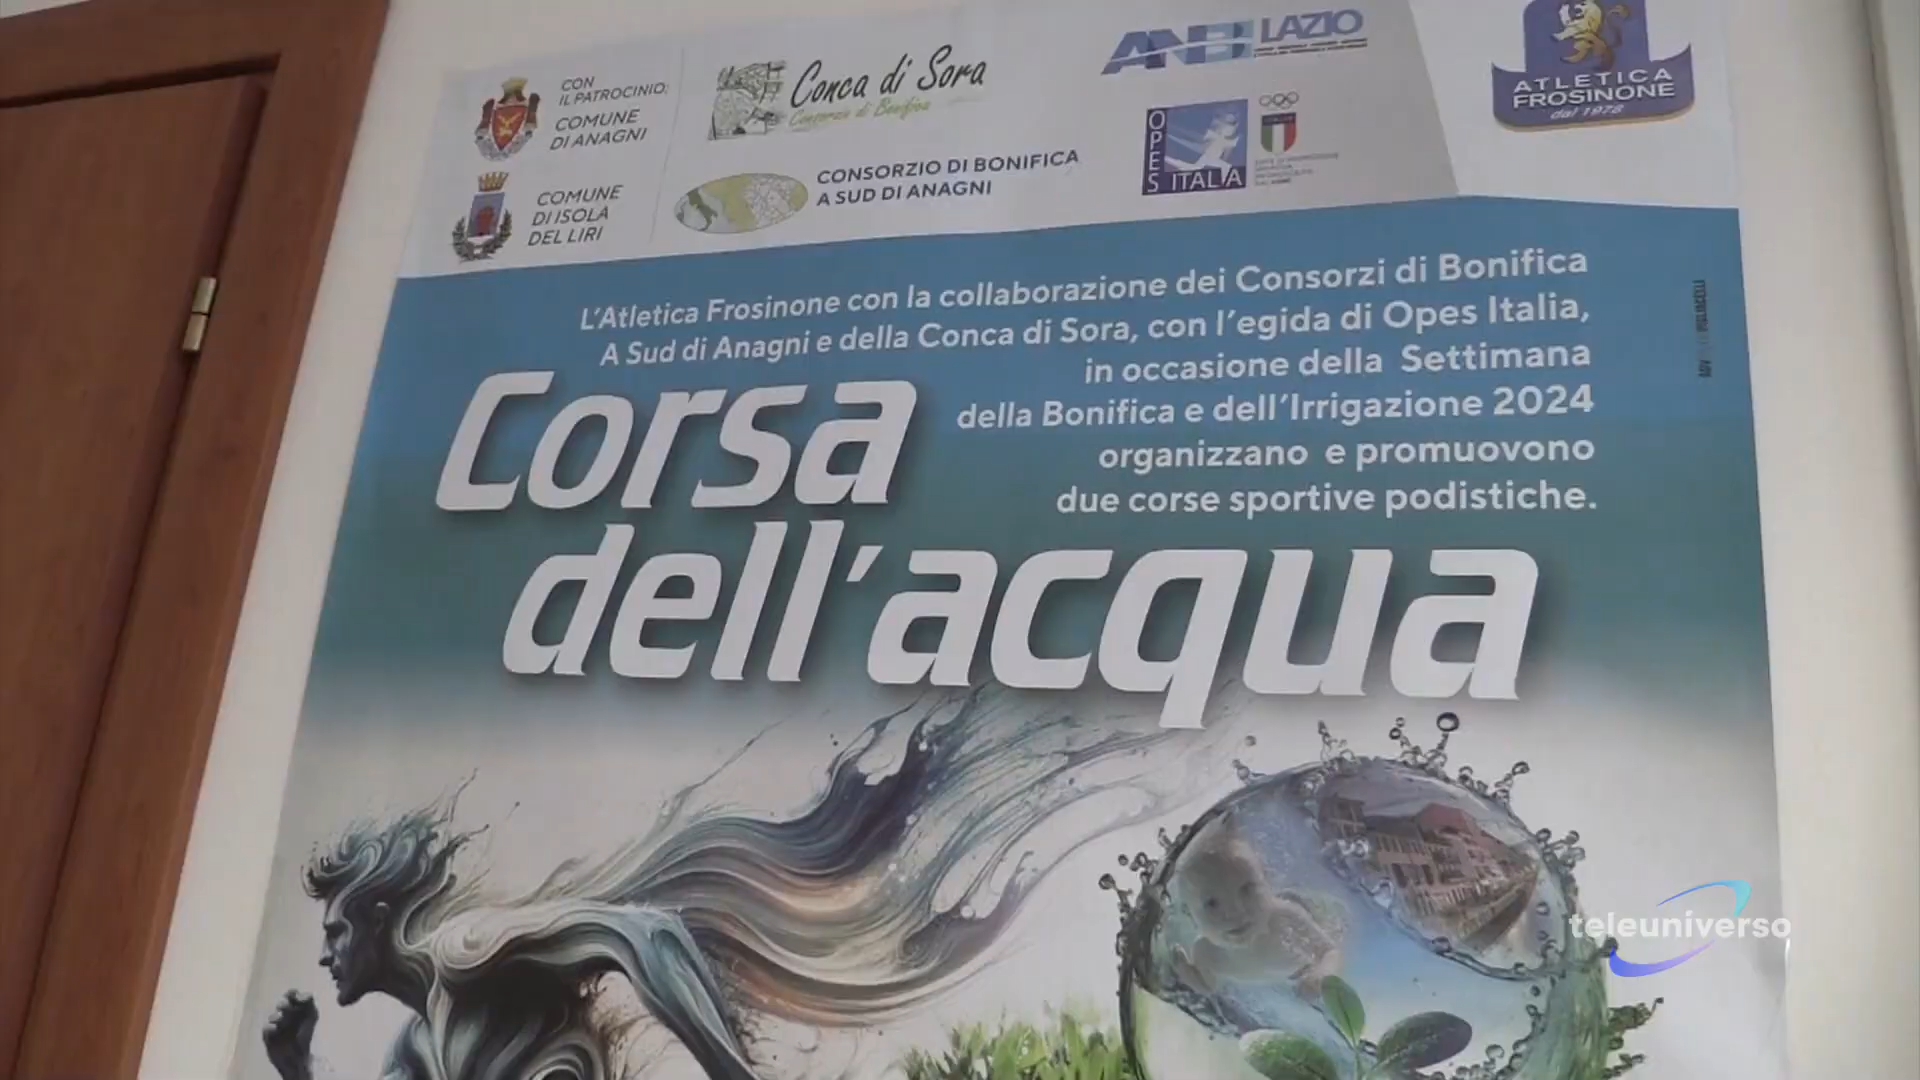 CON
IL PATROCINIO:
COMUNE
DI ANAGNI
COMUNE
DI ISOLA
DEL LIRI
Conca di Sora
Consorzio di Bonifica
CONSORZIO DI BONIFICA
A SUD DI ANAGNI
ANBI LAZIO
OPES ITALIA
ATLETICA
FROSINONE
dal 1978
L'Atletica Frosinone con la collaborazione dei Consorzi di Bonifica
A Sud di Anagni e della Conca di Sora, con l'egida di Opes Italia,
in occasione della Settimana
della Bonifica e dell'Irrigazione 2024
organizzano e promuovono
due corse sportive podistiche.
Corsa
dell'acqua
teleuniverso